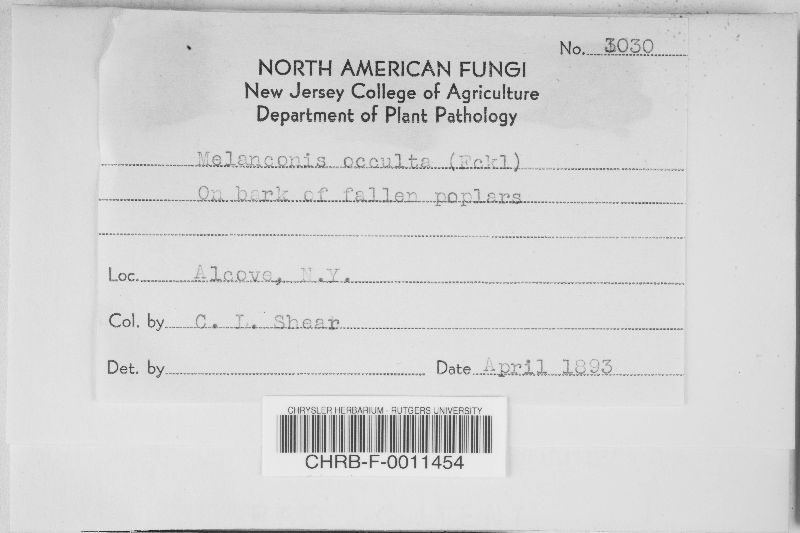 No. 3030
NORTH AMERICAN FUNGI
New Jersey College of Agriculture
Department of Plant Pathology
Melanconis occulta (Fckl)
On bark of fallen poplars
Loc. Alcove, N.Y.
Col. by C. L. Shear
Det. by
Date April 1893
CHRYSLER HERBARIUM - RUTGERS UNIVERSITY
CHRB-F-0011454